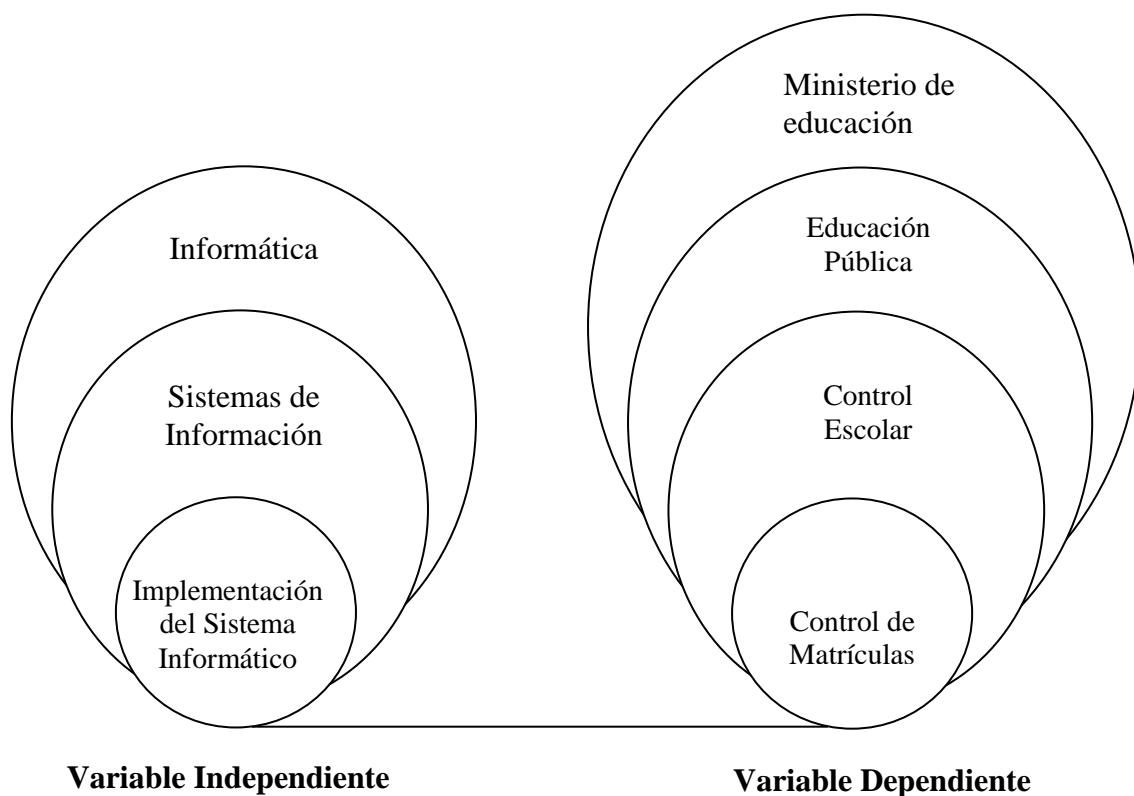 Ministerio de
educación
Informática
Educación
Pública
Sistemas de
Información
Control
Escolar
Implementación
del Sistema
Informático
Control de
Matrículas
Variable Independiente
Variable Dependiente